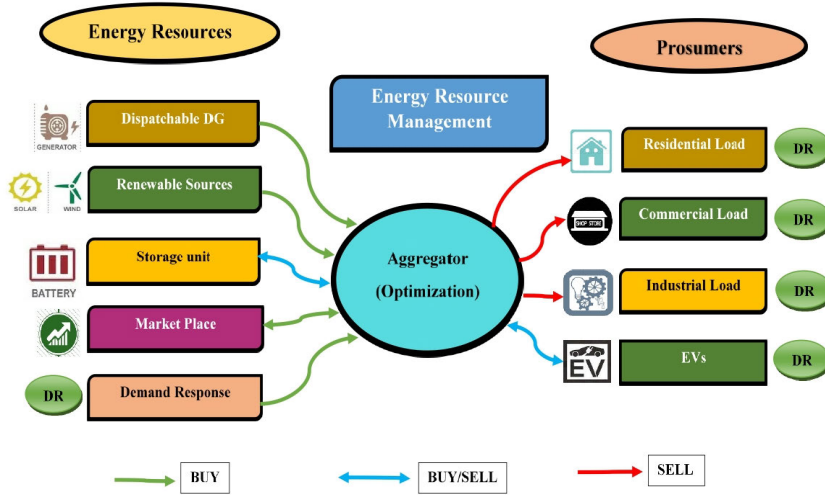 Energy Resources
Prosumers
Energy Resource
Management
GENERATOR
Dispatchable DG
SOLAR
WIND
Renewable Sources
BATTERY
Storage unit
Market Place
DR
Demand Response
Aggregator
(Optimization)
Residential Load
DR
SHOP STORE
Commercial Load
DR
Industrial Load
DR
EV
EVs
DR
BUY
BUY/SELL
SELL